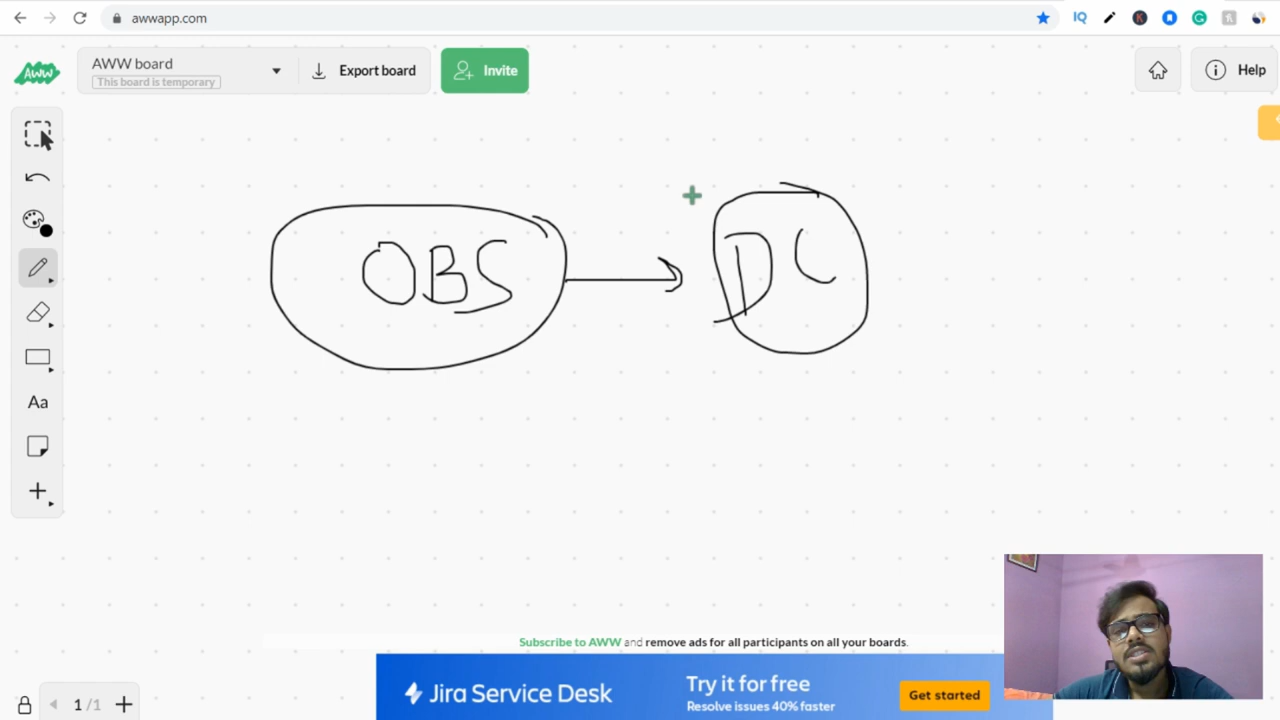 awwapp.com
IQ
K
G
h
AWW
AWW board
This board is temporary
Export board
Invite
Help
OBS
DC
Aa
Subscribe to AWW and remove ads for all participants on all your boards.
Jira Service Desk
Try it for free
Resolve issues 40% faster
Get started
1/1